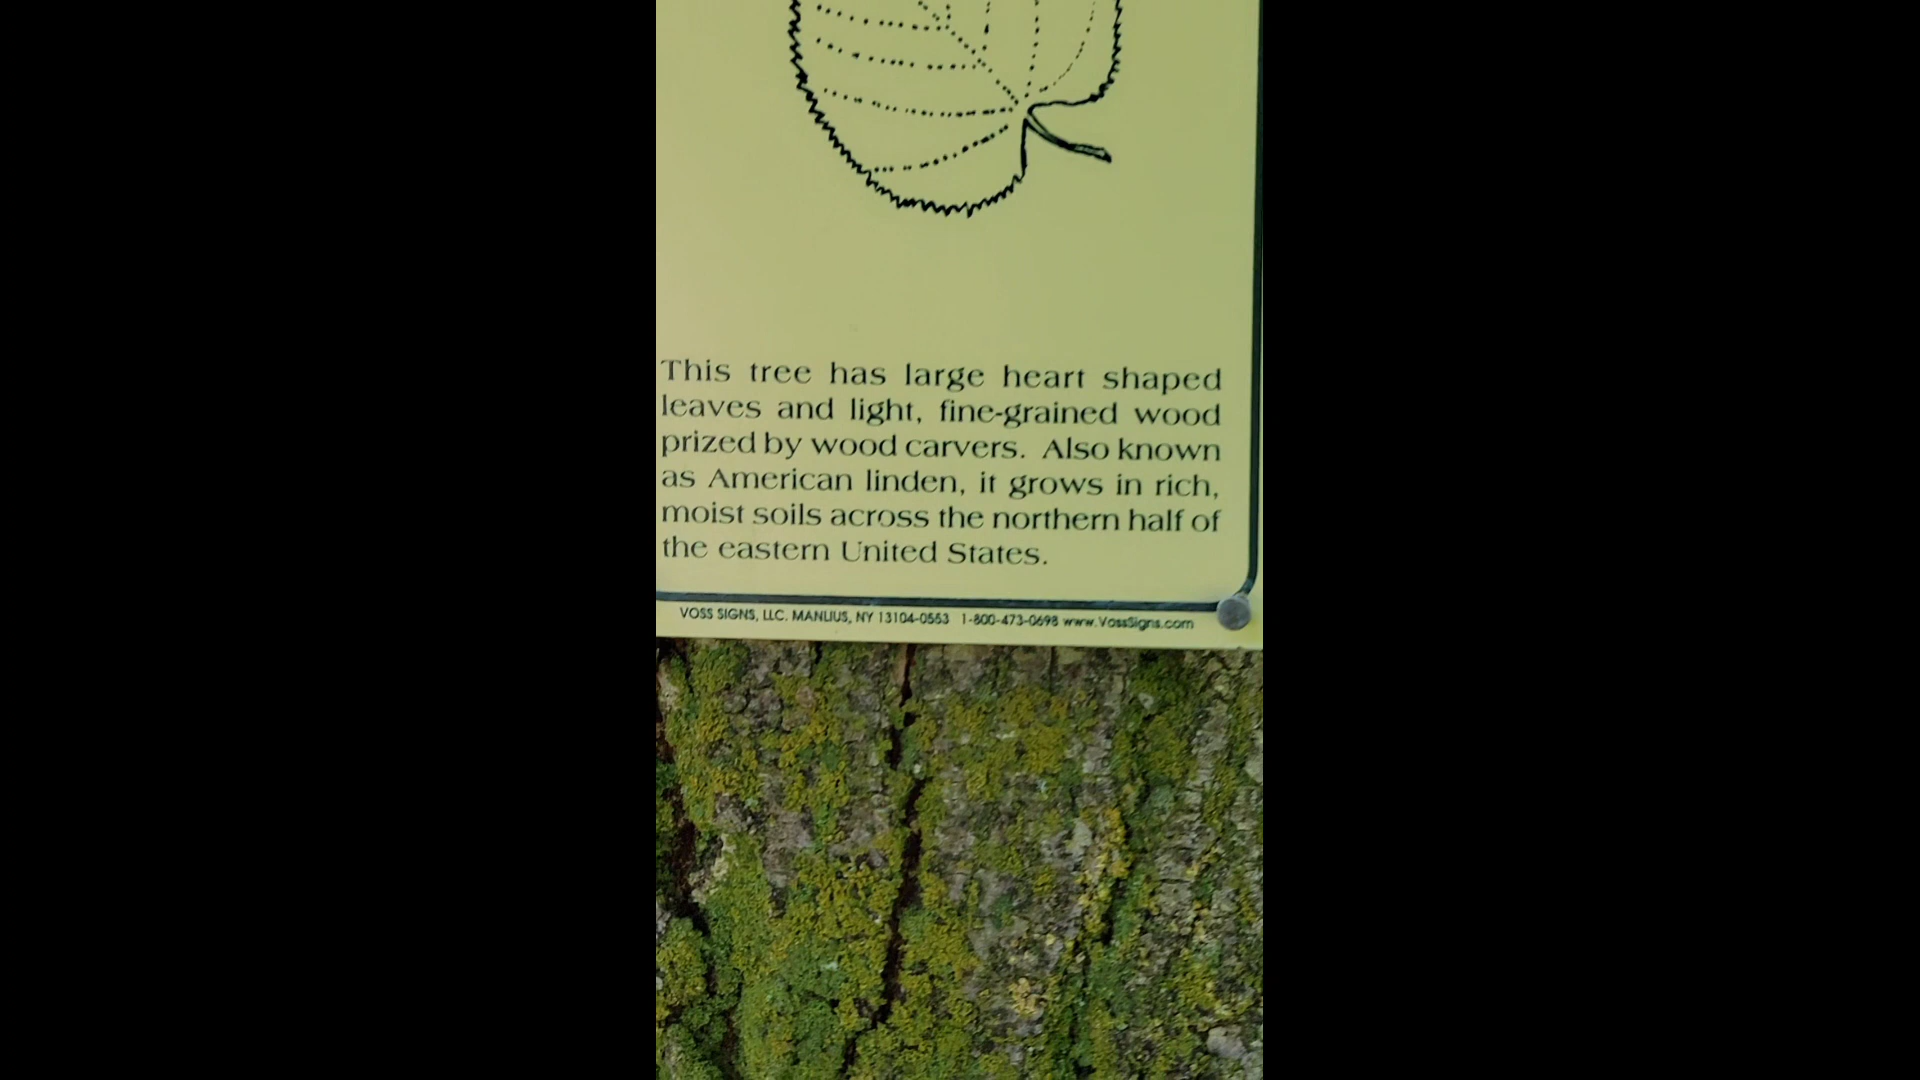 This tree has large heart shaped
leaves and light, fine-grained wood
prized by wood carvers. Also known
as American linden, it grows in rich,
moist soils across the northern half of
the eastern United States.
VOSS SIGNS, LLC. MANLIUS, NY 13104-0553 1-800-473-0698 www.VossSigns.com